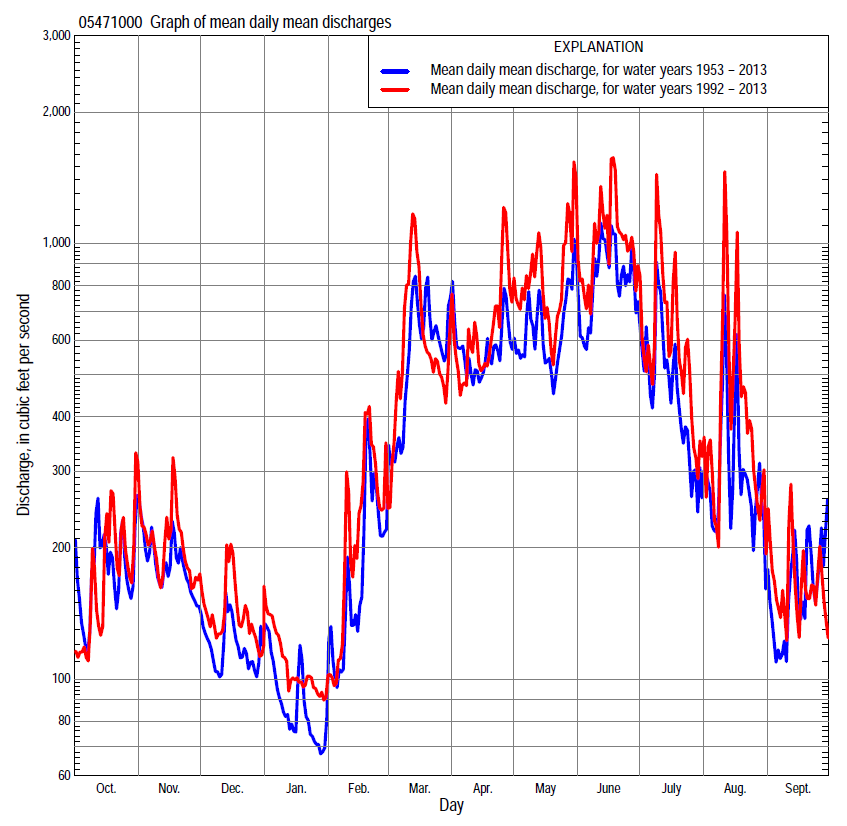 05471000 Graph of mean daily mean discharges
EXPLANATION
Mean daily mean discharge, for water years 1953 – 2013
Mean daily mean discharge, for water years 1992 – 2013
Discharge, in cubic feet per second
3,000
2,000
1,000
800
600
400
300
200
100
80
60
Oct. Nov. Dec. Jan. Feb. Mar. Apr. May June July Aug. Sept.
Day